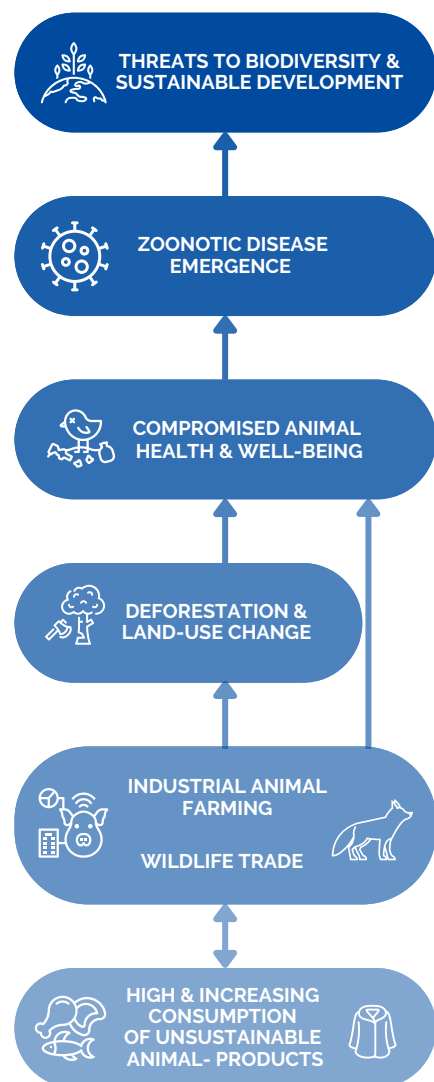 THREATS TO BIODIVERSITY &
SUSTAINABLE DEVELOPMENT
ZOONOTIC DISEASE
EMERGENCE
COMPROMISED ANIMAL
HEALTH & WELL-BEING
DEFORESTATION &
LAND-USE CHANGE
INDUSTRIAL ANIMAL
FARMING
WILDLIFE TRADE
HIGH & INCREASING
CONSUMPTION
OF UNSUSTAINABLE
ANIMAL- PRODUCTS